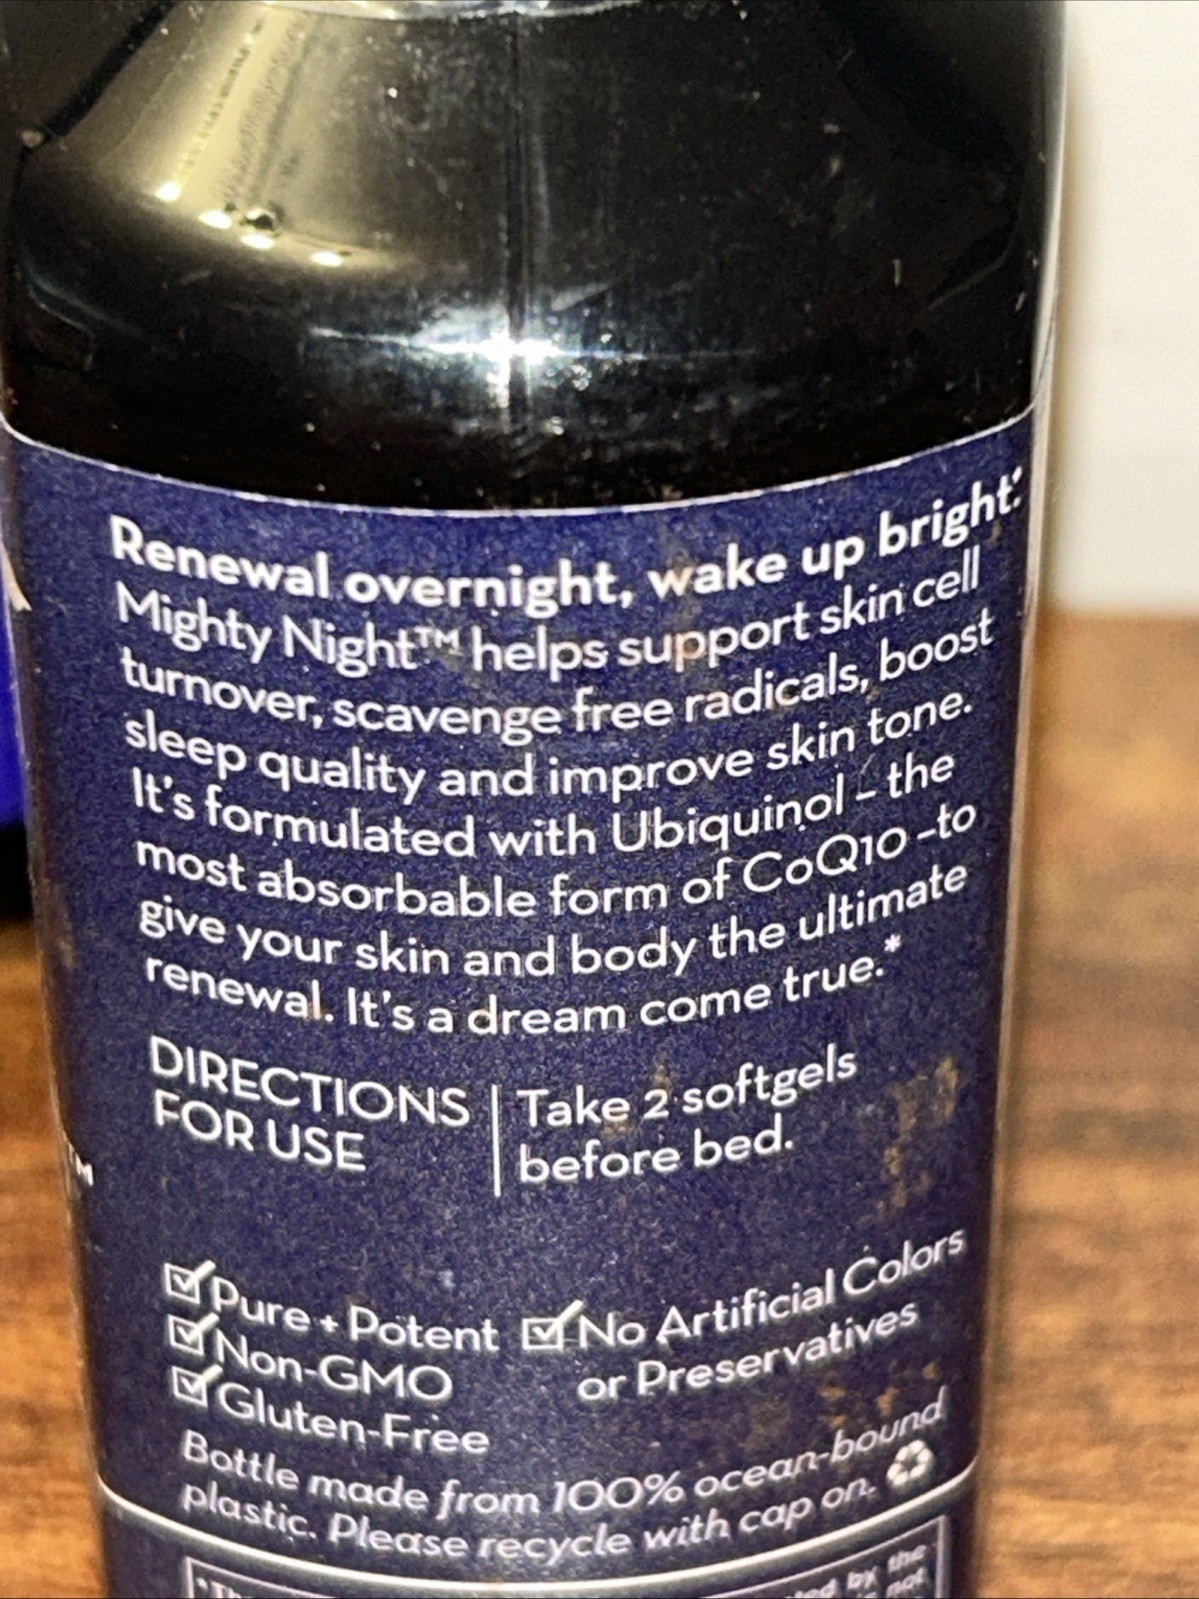 Renewal overnight, wake up bright.*
Mighty Night™ helps support skin cell
turnover, scavenge free radicals, boost
sleep quality and improve skin tone.
It's formulated with Ubiquinol – the
most absorbable form of CoQ10 –to
give your skin and body the ultimate
renewal. It's a dream come true.*
DIRECTIONS
FOR USE
Take 2 softgels
before bed.
Pure + Potent
Non-GMO
Gluten-Free
No Artificial Colors
or Preservatives
Bottle made from 100% ocean-bound
plastic. Please recycle with cap on.
TM
by the
not